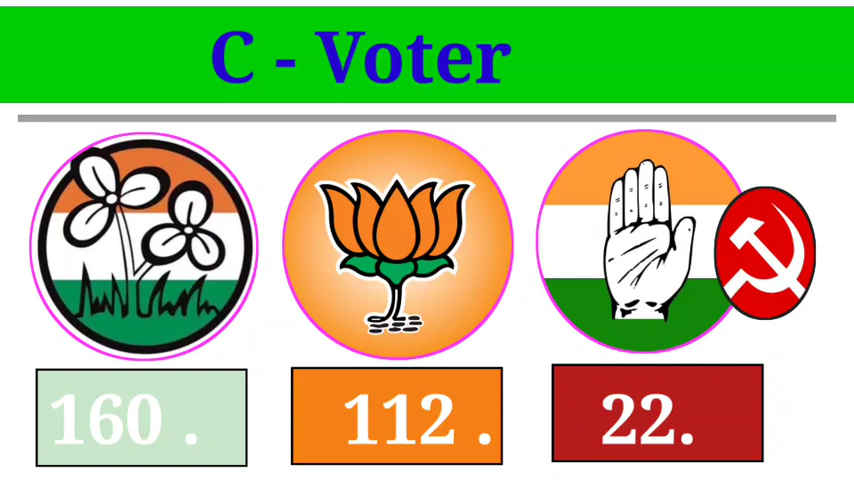 C - Voter
160 .
112 .
22.